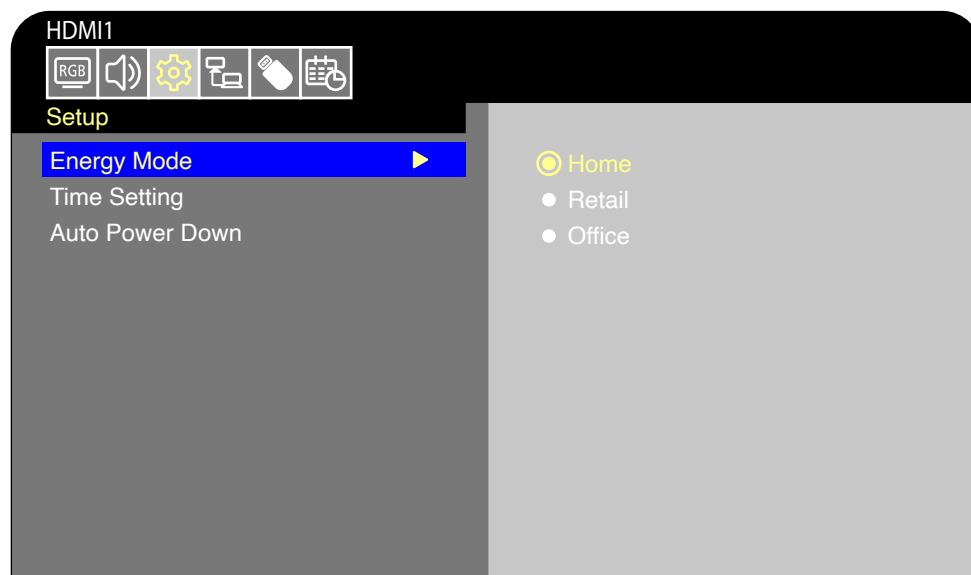 HDMI1
RGB
Setup
Energy Mode
Time Setting
Auto Power Down
Home
Retail
Office